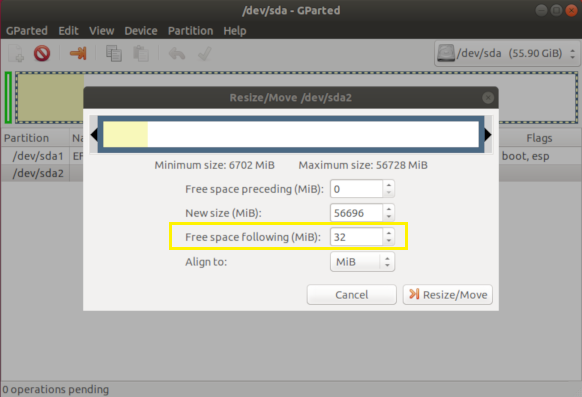 /dev/sda - GParted
GParted Edit View Device Partition Help
/dev/sda (55.90 GiB)
Resize/Move /dev/sda2
Partition Na Flags
/dev/sda1 EF boot, esp
/dev/sda2
Minimum size: 6702 MiB Maximum size: 56728 MiB
Free space preceding (MiB): 0
New size (MiB): 56696
Free space following (MiB): 32
Align to: MiB
Cancel Resize/Move
0 operations pending